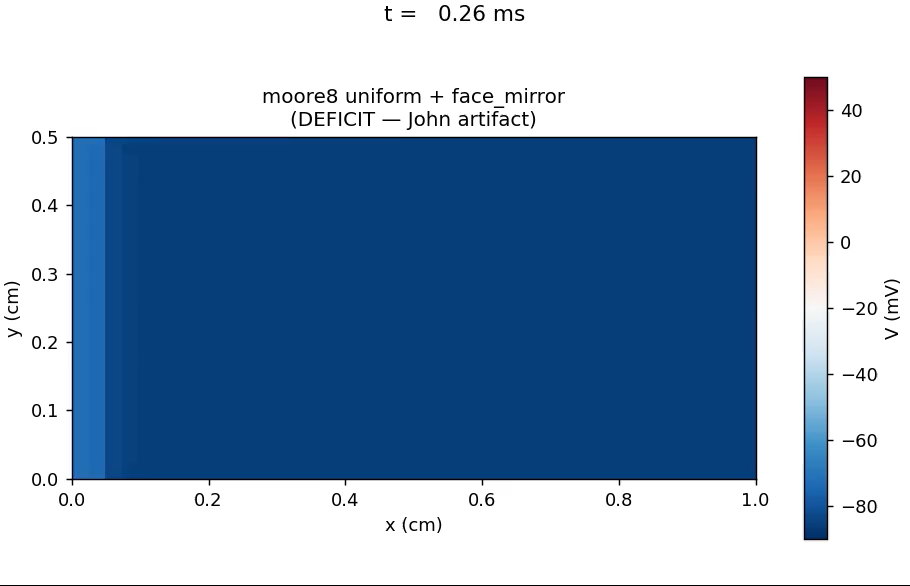 t =   0.26 ms
moore8 uniform + face_mirror
(DEFICIT — John artifact)
0.5
0.4
0.3
0.2
0.1
0.0
y (cm)
0.0 0.2 0.4 0.6 0.8 1.0
x (cm)
40
20
0
−20
−40
−60
−80
V (mV)